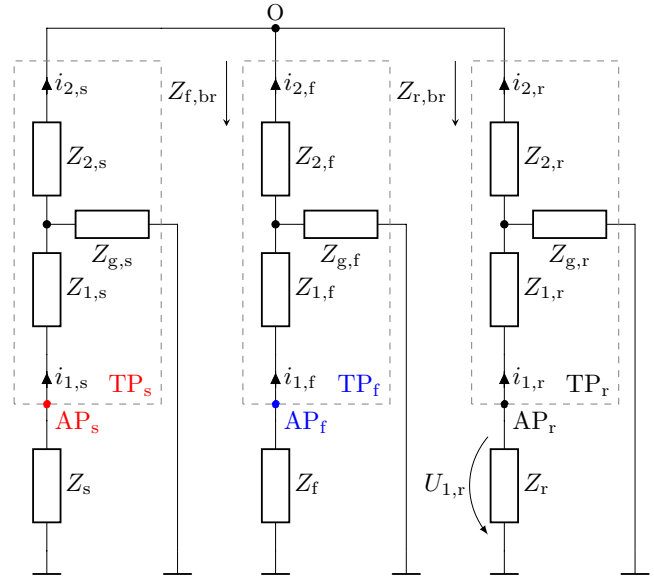 O
i2,s i2,f i2,r
Zf,br Zr,br
Z2,s Z2,f Z2,r
Zg,s Zg,f Zg,r
Z1,s Z1,f Z1,r
i1,s TPs i1,f TPf i1,r TPr
APs APf APr
Zs Zf U1,r Zr